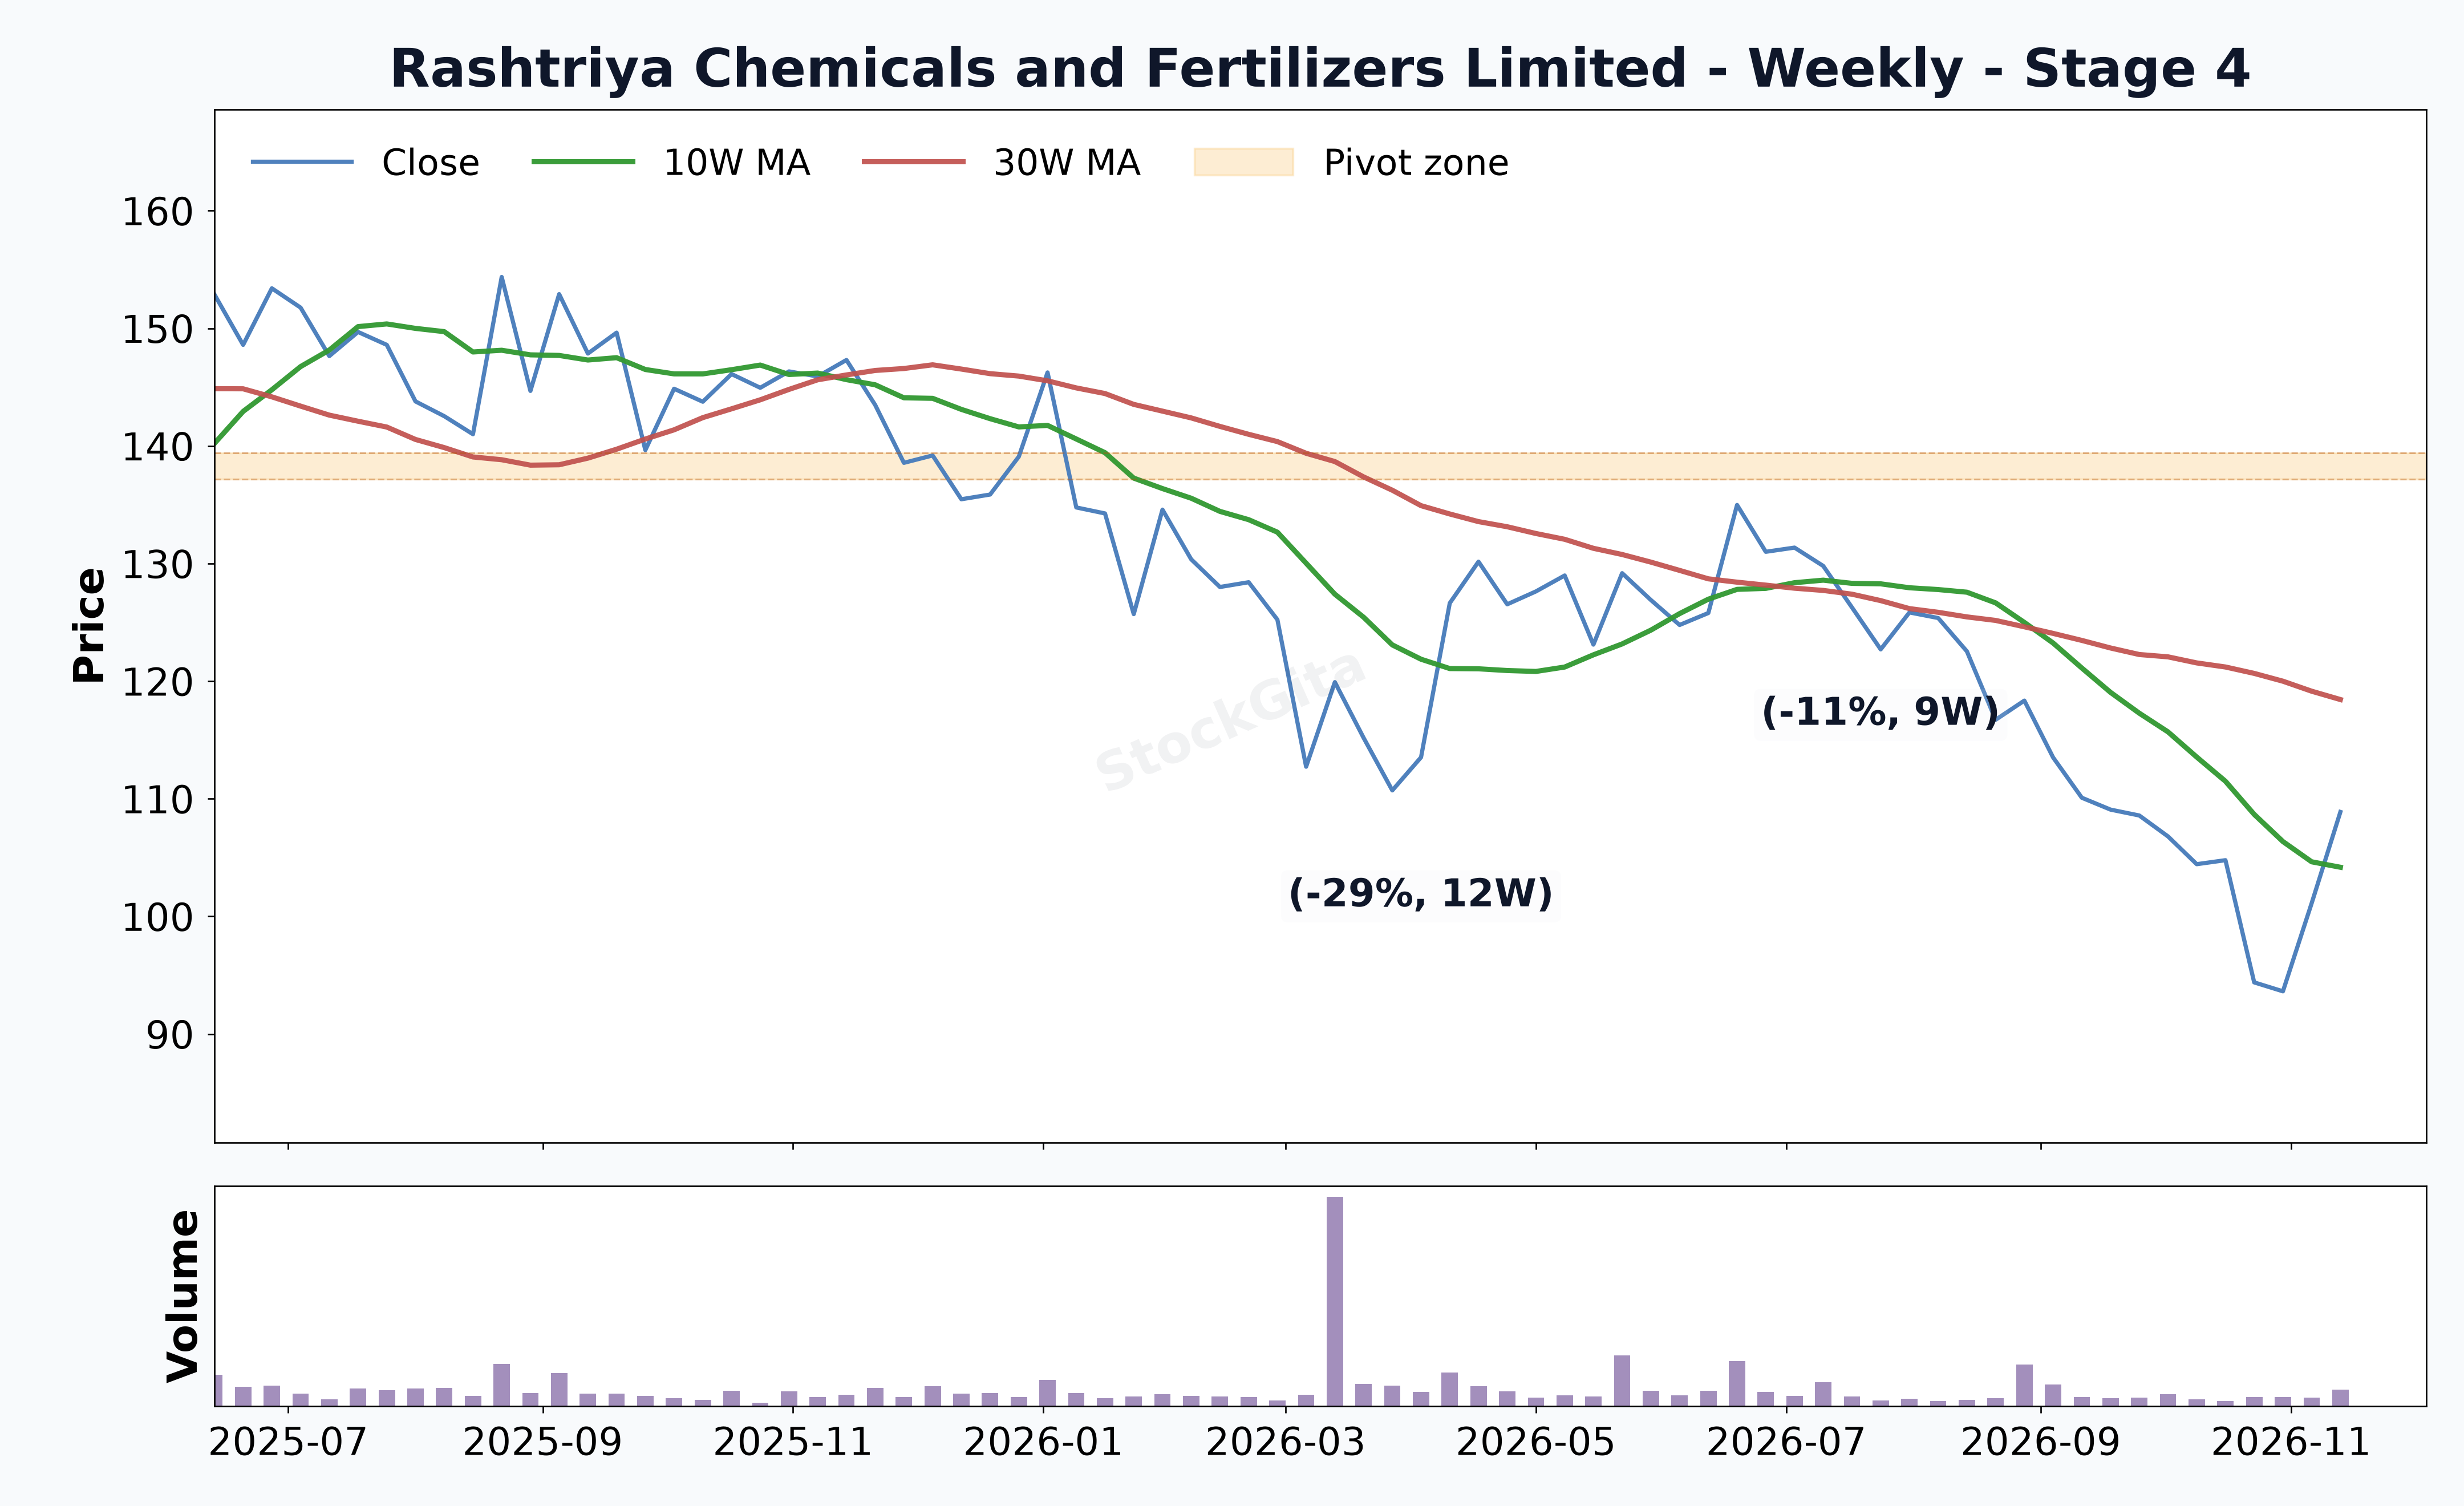 Rashtriya Chemicals and Fertilizers Limited - Weekly - Stage 4
Close 10W MA 30W MA Pivot zone
Price
160
150
140
130
120
110
100
90
StockGita
(-11%, 9W)
(-29%, 12W)
Volume
2025-07 2025-09 2025-11 2026-01 2026-03 2026-05 2026-07 2026-09 2026-11